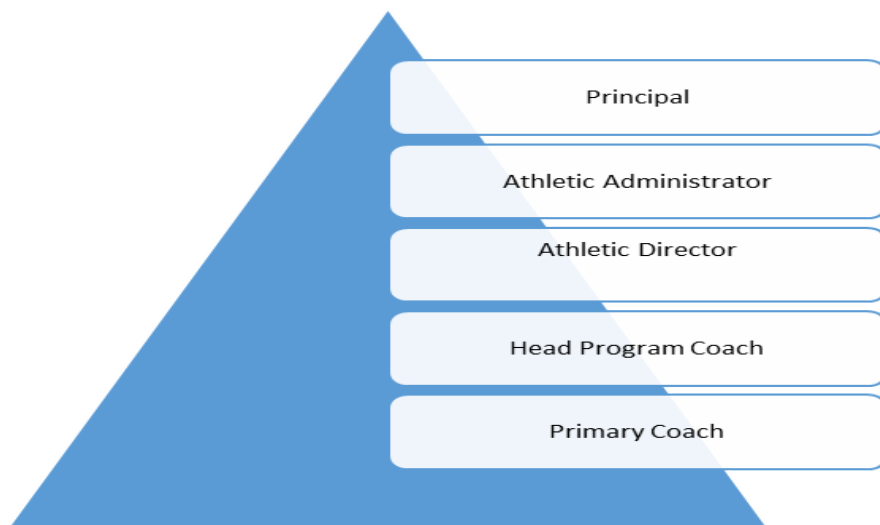 Principal
Athletic Administrator
Athletic Director
Head Program Coach
Primary Coach